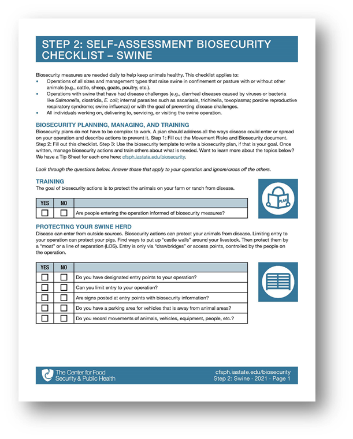 STEP 2: SELF-ASSESSMENT BIOSECURITY
CHECKLIST – SWINE
Biosecurity measures are needed daily to help keep animals healthy. This checklist applies to:
• Operations of all sizes and management types that raise swine in confinement or pasture with or without other
animals (e.g., cattle, sheep, goats, poultry, etc.).
• Operations with swine that have had disease challenges (e.g., diarrheal diseases caused by viruses or bacteria
like Salmonella, clostridia, E. coli; internal parasites such as ascariasis, trichinella, toxoplasma; porcine reproductive
respiratory syndrome; swine influenza) or with the goal of preventing disease challenges.
• All individuals working on, delivering to, servicing, or visiting the swine operation.
BIOSECURITY PLANNING, MANAGING, AND TRAINING
Biosecurity plans do not have to be complex to work. A plan should address all the ways disease could enter or spread
on your operation and describe actions to prevent it. Step 1: Fill out the Movement Risks and Biosecurity document.
Step 2: Fill out this checklist. Step 3: Use the biosecurity template to write a biosecurity plan, if that is your goal. Once
written, manage biosecurity actions and train others about what is needed. Want to learn more about the topics below?
We have a Tip Sheet for each one here: cfsph.iastate.edu/biosecurity
Look through the questions below. Answer those that apply to your operation and ignore/cross off the others.
TRAINING
The goal of biosecurity actions is to protect the animals on your farm or ranch from disease.
YES NO
Are people entering the operation informed of biosecurity measures?
PROTECTING YOUR SWINE HERD
Disease can enter from outside sources. Biosecurity actions can protect your animals from disease. Limiting entry to
your operation can protect your pigs. Find ways to put up "castle walls" around your livestock. Then protect them by
a "moat" or a line of separation (LOS). Entry is only via "drawbridges" or access points, controlled by the people on
the operation.
YES NO
Do you have designated entry points to your operation?
Can you limit entry to your operation?
Are signs posted at entry points with biosecurity information?
Do you have a parking area for vehicles that is away from animal areas?
Do you record movements of animals, vehicles, equipment, people, etc.?
The Center for Food
Security & Public Health
cfsph.iastate.edu/biosecurity
Step 2: Swine · 2021 · Page 1